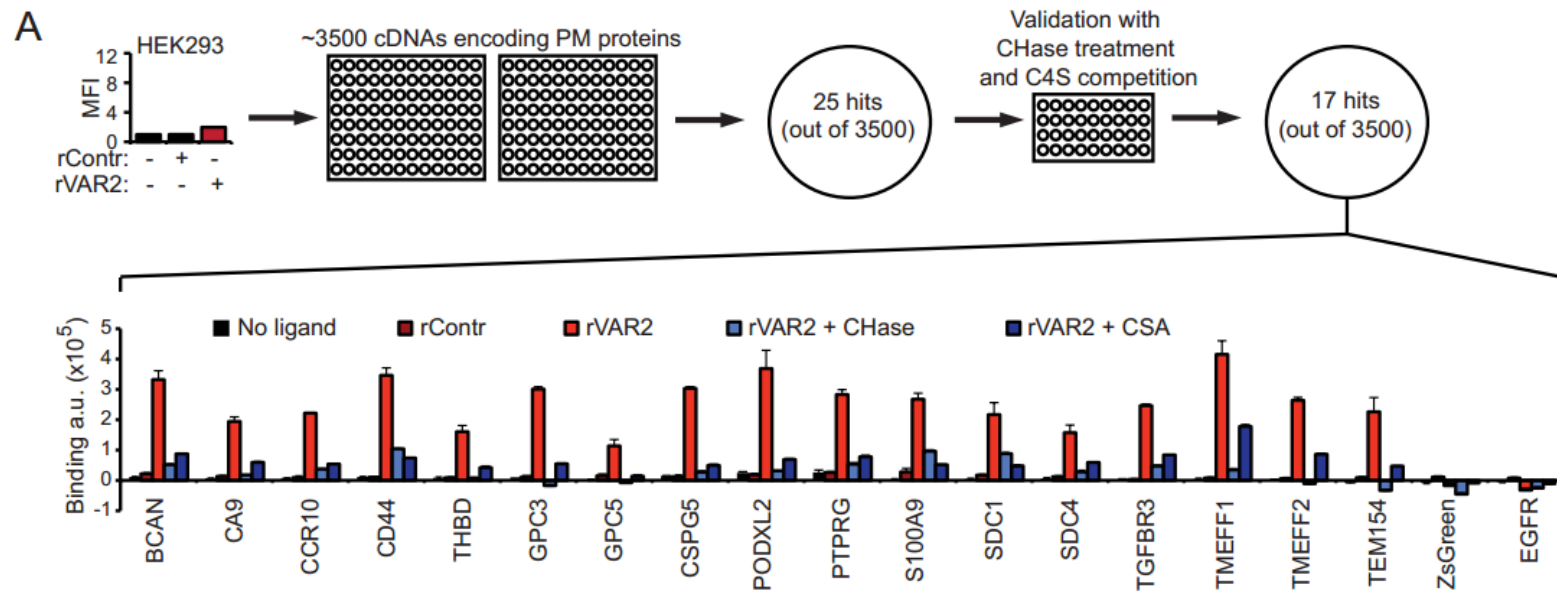 A
HEK293
MFI
12
8
4
0
rContr: - + -
rVAR2: - - +
~3500 cDNAs encoding PM proteins
25 hits
(out of 3500)
Validation with
CHase treatment
and C4S competition
17 hits
(out of 3500)
Binding a.u. (x10⁵)
5
4
3
2
1
0
-1
No ligand
rContr
rVAR2
rVAR2 + CHase
rVAR2 + CSA
BCAN
CA9
CCR10
CD44
THBD
GPC3
GPC5
CSPG5
PODXL2
PTPRG
S100A9
SDC1
SDC4
TGFBR3
TMEFF1
TMEFF2
TEM154
ZsGreen
EGFR